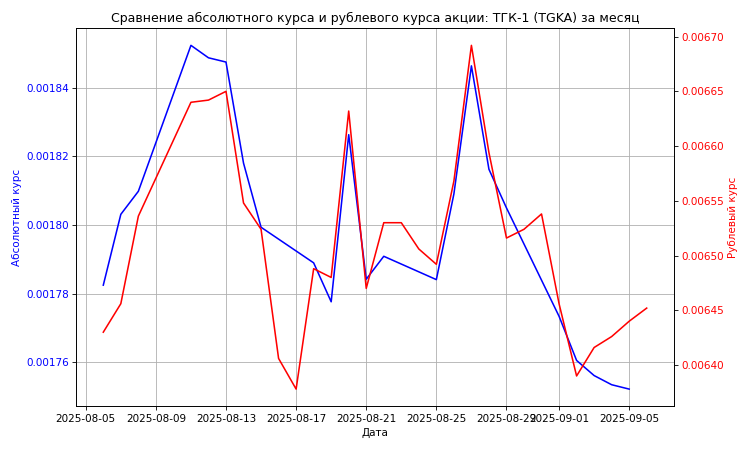 Сравнение абсолютного курса и рублевого курса акции: ТГК-1 (TGKA) за месяц
0.00184
0.00182
0.00180
0.00178
0.00176
Абсолютный курс
0.00670
0.00665
0.00660
0.00655
0.00650
0.00645
0.00640
Рублевый курс
2025-08-05 2025-08-09 2025-08-13 2025-08-17 2025-08-21 2025-08-25 2025-08-29 2025-09-01 2025-09-05
Дата